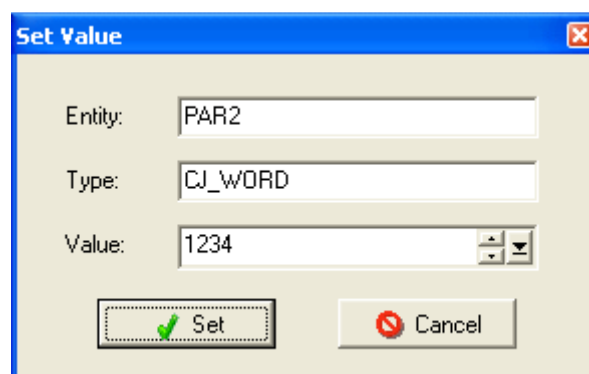 Set Value
Entity: PAR2
Type: CJ_WORD
Value: 1234
Set Cancel